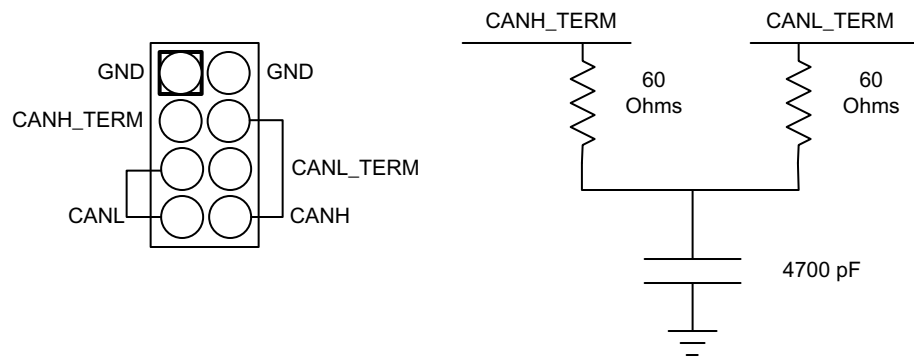 CANH_TERM
CANL_TERM
GND
GND
60
Ohms
60
Ohms
CANH_TERM
CANL_TERM
CANL
CANH
4700 pF